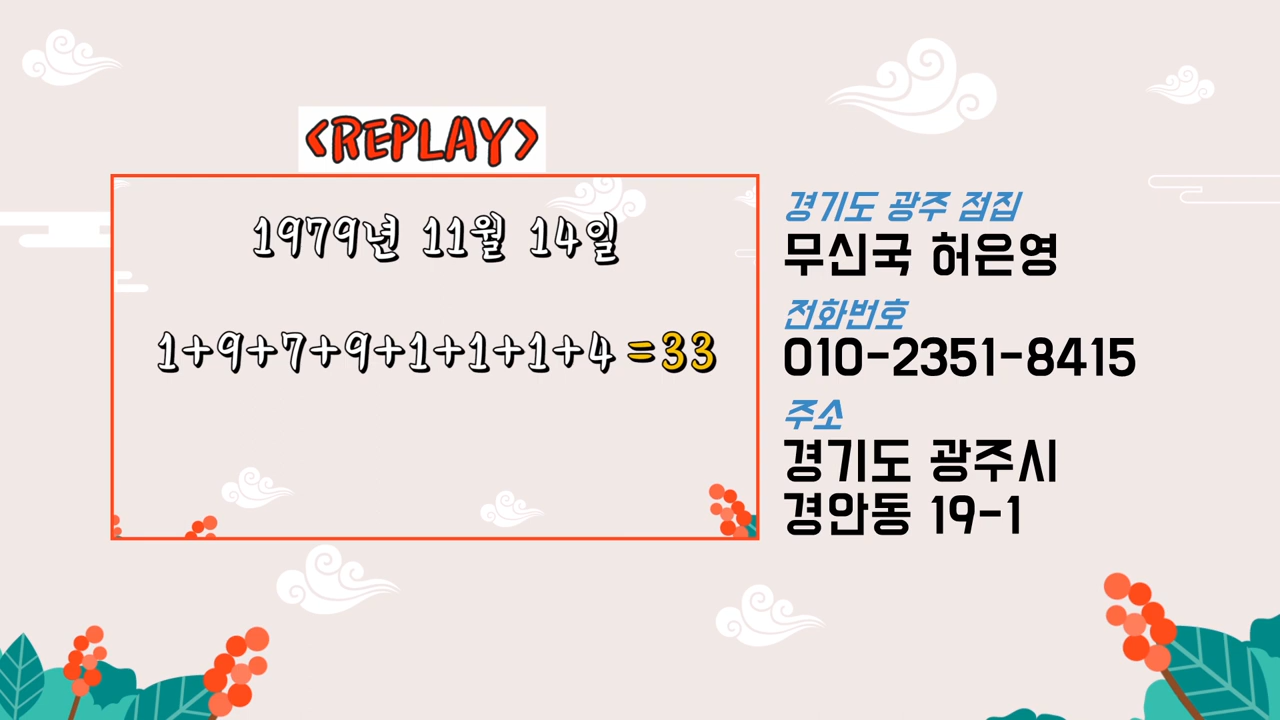 <REPLAY>
1979년 11월 14일
1+9+7+9+1+1+1+4 =33
경기도 광주 점집
무신국 허은영
전화번호
010-2351-8415
주소
경기도 광주시
경안동 19-1